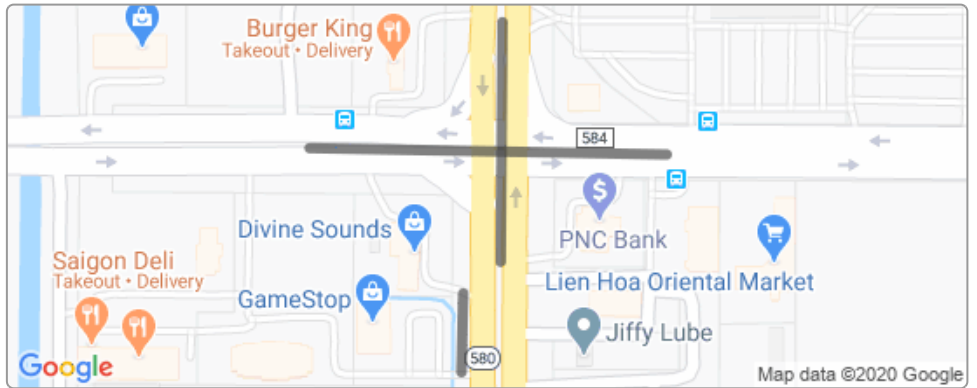 Burger King
Takeout • Delivery
584
PNC Bank
Divine Sounds
Saigon Deli
Takeout • Delivery
Lien Hoa Oriental Market
GameStop
Jiffy Lube
580
Google
Map data ©2020 Google